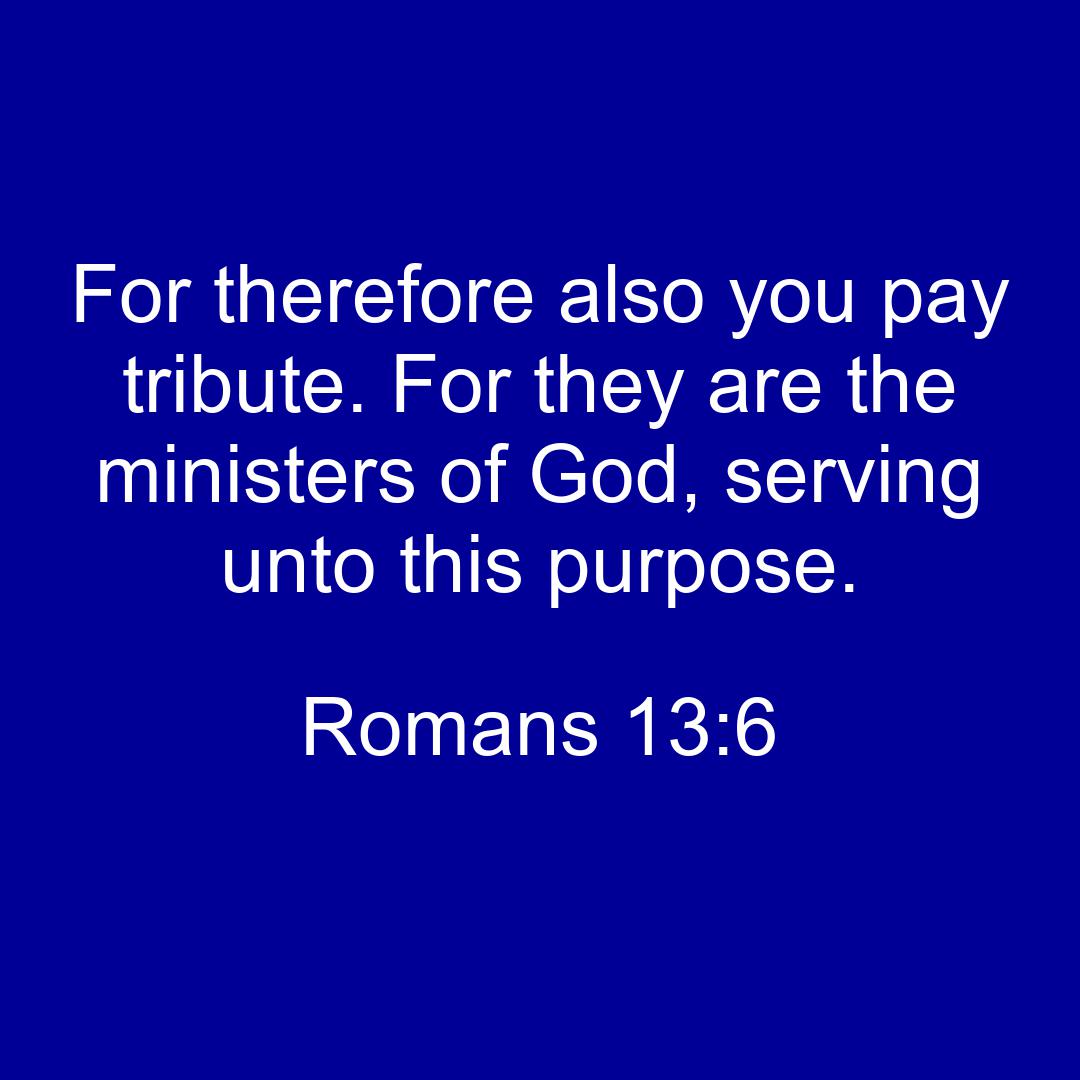 For therefore also you pay
tribute. For they are the
ministers of God, serving
unto this purpose.
Romans 13:6